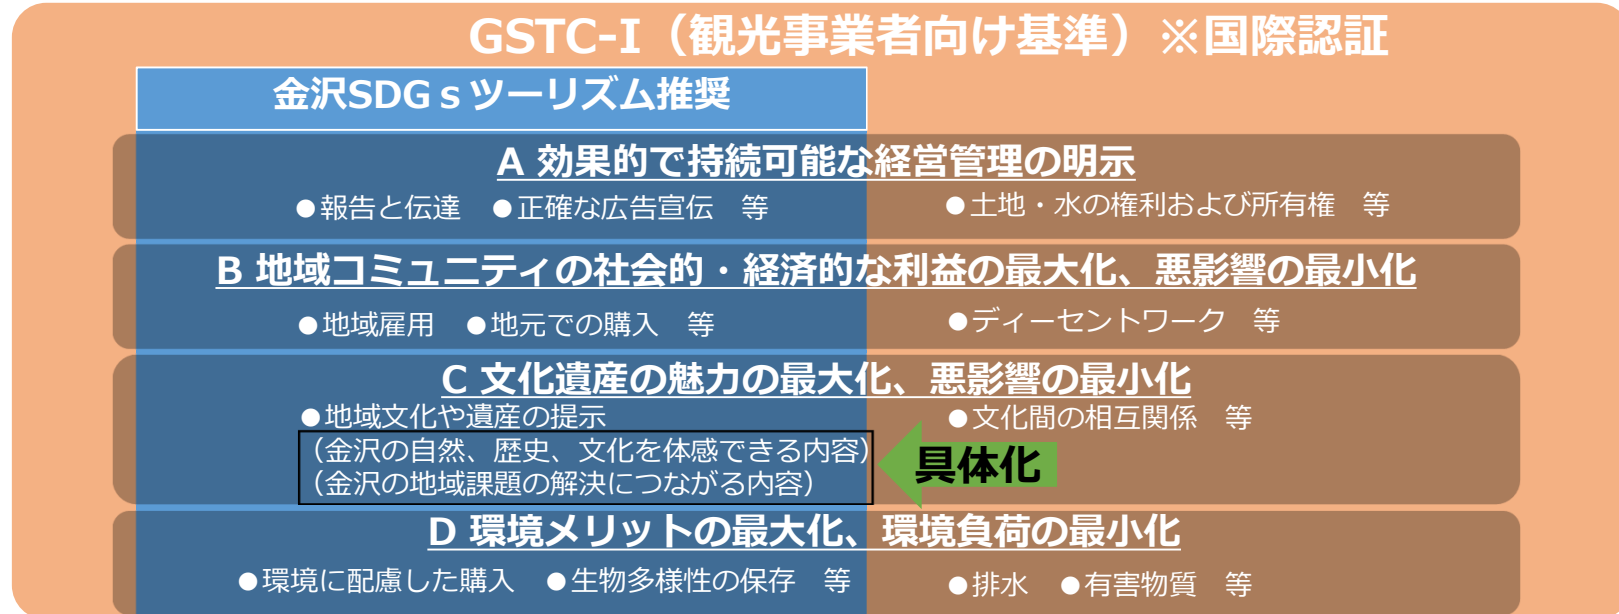 GSTC-I（観光事業者向け基準）※国際認証
金沢SDGｓツーリズム推奨
A 効果的で持続可能な経営管理の明示
●報告と伝達　●正確な広告宣伝　等
●土地・水の権利および所有権　等
B 地域コミュニティの社会的・経済的な利益の最大化、悪影響の最小化
●地域雇用　●地元での購入　等
●ディーセントワーク　等
C 文化遺産の魅力の最大化、悪影響の最小化
●地域文化や遺産の提示
●文化間の相互関係　等
（金沢の自然、歴史、文化を体感できる内容）
（金沢の地域課題の解決につながる内容）
具体化
D 環境メリットの最大化、環境負荷の最小化
●環境に配慮した購入　●生物多様性の保存　等
●排水　●有害物質　等